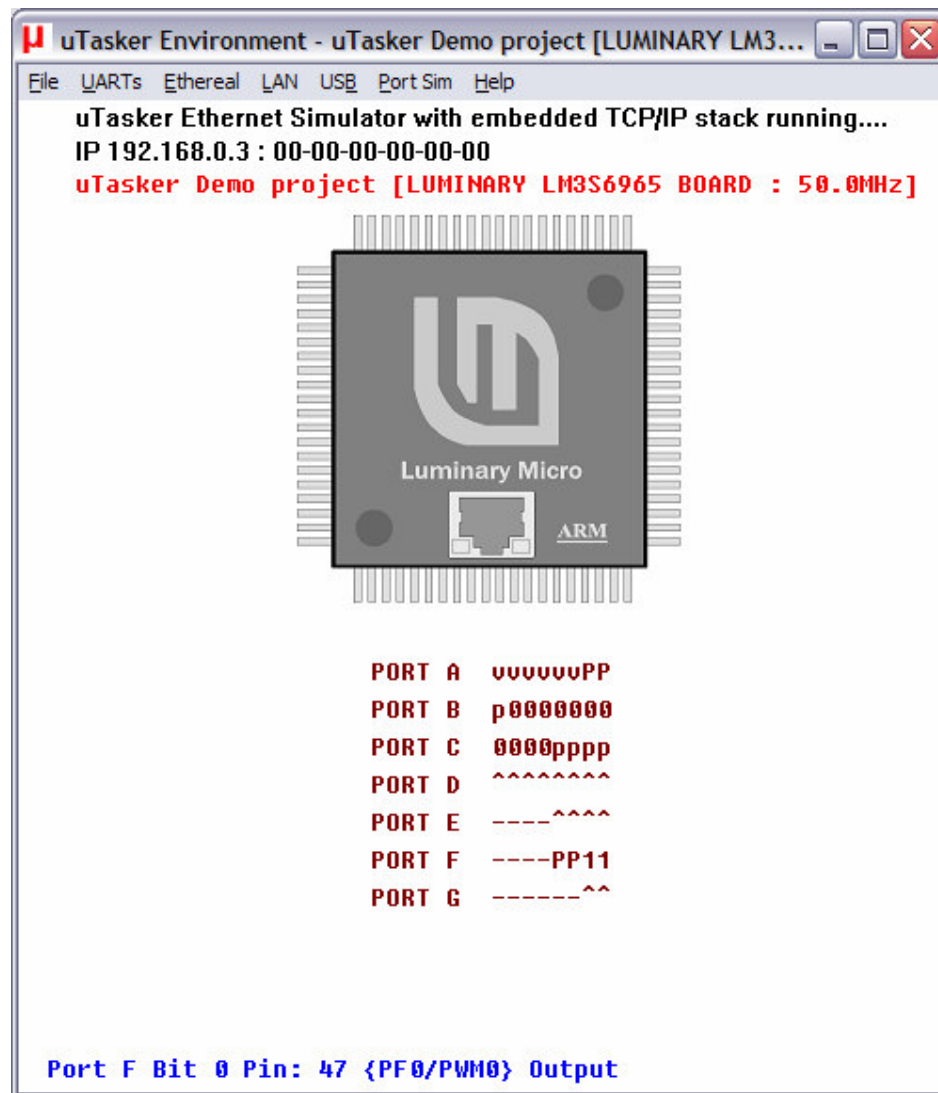 µ uTasker Environment - uTasker Demo project [LUMINARY LM3...
File UARTs Ethereal LAN USB Port Sim Help
uTasker Ethernet Simulator with embedded TCP/IP stack running....
IP 192.168.0.3 : 00-00-00-00-00-00
uTasker Demo project [LUMINARY LM3S6965 BOARD : 50.0MHz]
Luminary Micro
ARM
PORT A vvvvvvPP
PORT B p0000000
PORT C 0000pppp
PORT D ^^^^^^^^
PORT E ----^^^^
PORT F ----PP11
PORT G ------^^
Port F Bit 0 Pin: 47 {PF0/PWM0} Output